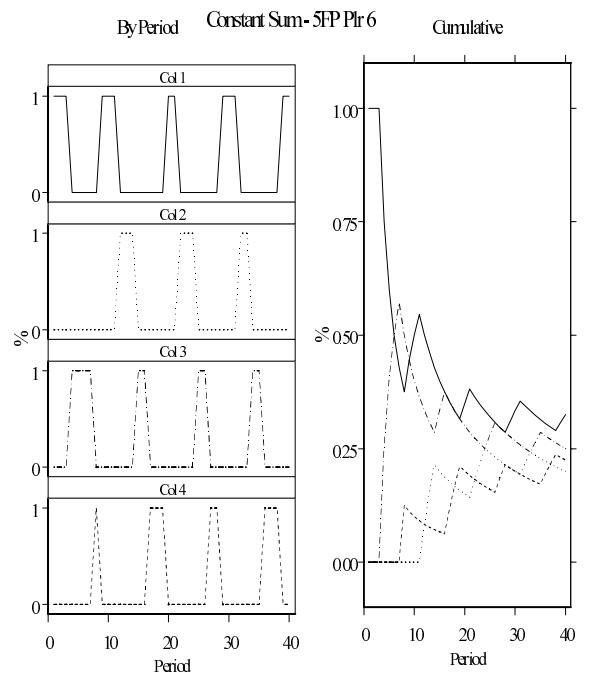 Constant Sum - 5FP Plr 6
By Period
Cumulative
Col 1
1
0
Col 2
1
0
Col 3
1
0
Col 4
1
0
%
0 10 20 30 40
Period
1.00
0.75
0.50
0.25
0.00
%
0 10 20 30 40
Period